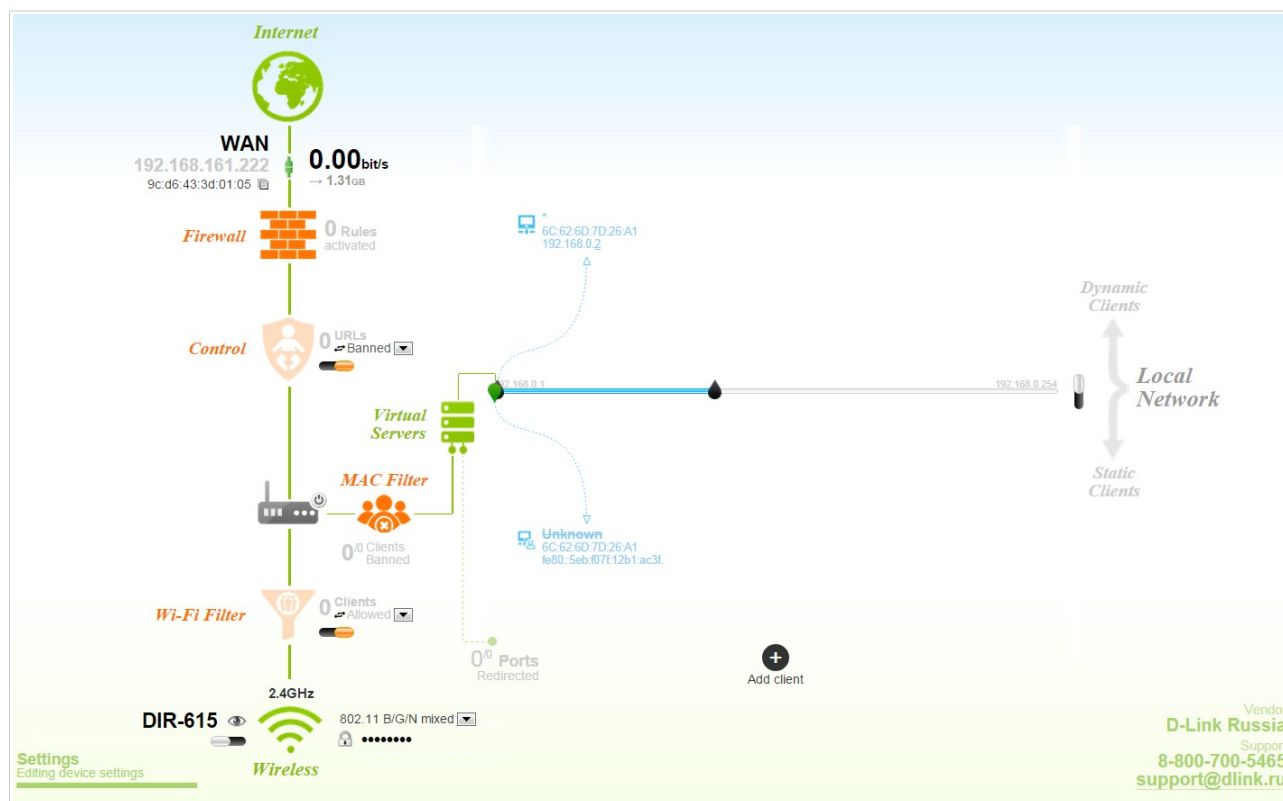 Internet
WAN
192.168.161.222
9c:d6:43:3d:01:05
0.00bit/s
→ 1.31GB
Firewall
0 Rules
activated
*
6C:62:6D:7D:26:A1
192.168.0.2
Dynamic
Clients
Control
0 URLs
Banned
192.168.0.254
Local
Network
Virtual
Servers
MAC Filter
Static
Clients
0/0 Clients
Banned
Unknown
6C:62:6D:7D:26:A1
fe80::5eb:f07f:12b1:ac3f.
Wi-Fi Filter
0 Clients
Allowed
0/0 Ports
Redirected
Add client
2.4GHz
DIR-615
802.11 B/G/N mixed
••••••••
Wireless
Settings
Editing device settings
D-Link Russia
8-800-700-5465
support@dlink.ru